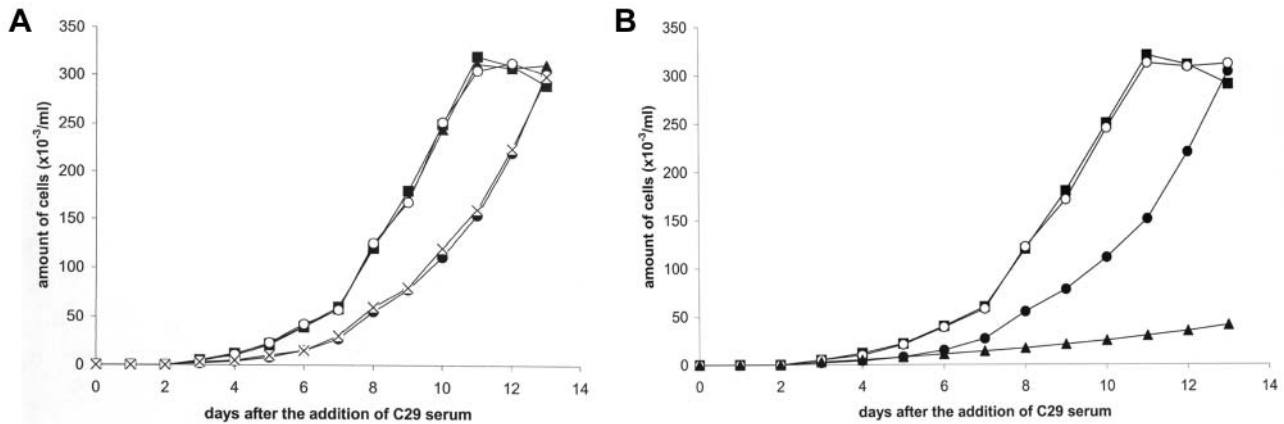 A
350
300
250
200
150
100
50
0
amount of cells (x10⁻³/ml)
0 2 4 6 8 10 12 14
days after the addition of C29 serum
B
350
300
250
200
150
100
50
0
amount of cells (x10⁻³/ml)
0 2 4 6 8 10 12 14
days after the addition of C29 serum